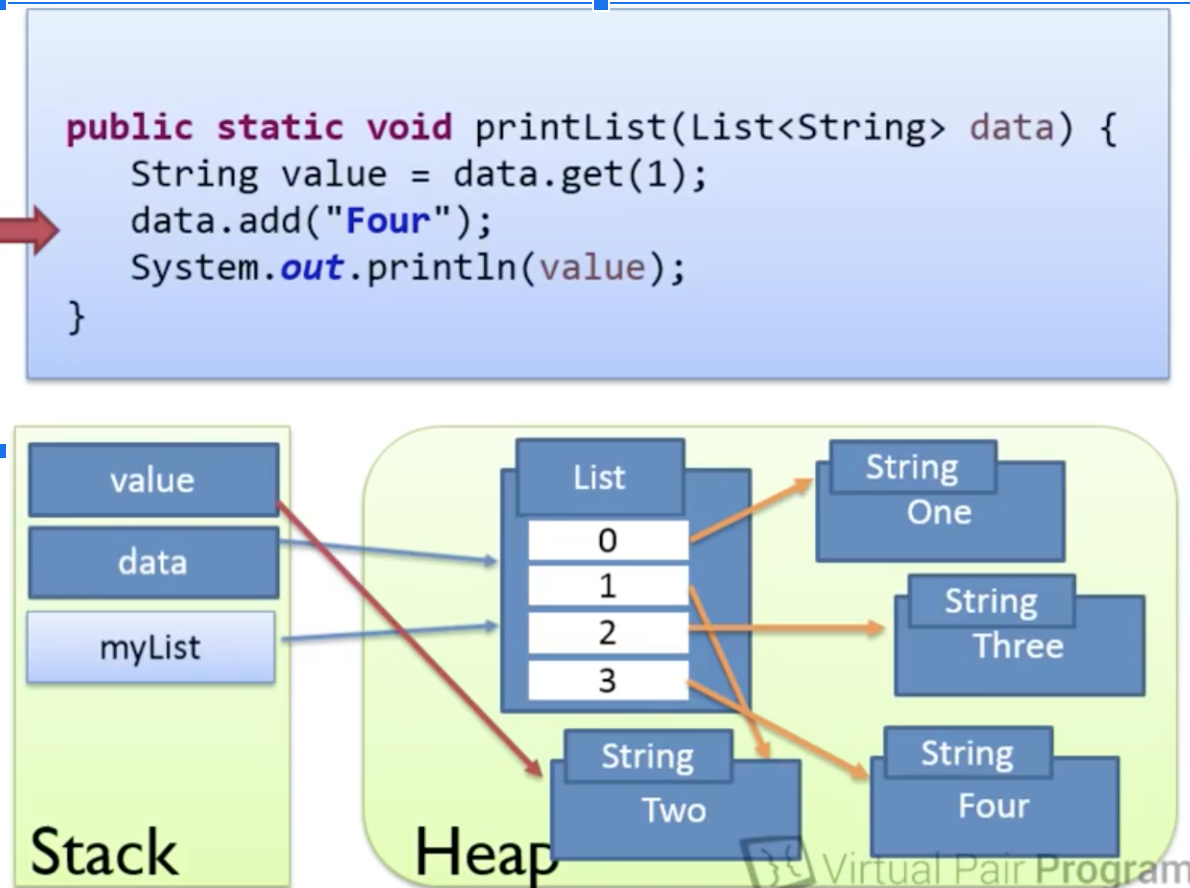 public static void printList(List<String> data) {
String value = data.get(1);
data.add("Four");
System.out.println(value);
}
value
data
myList
Stack
List
0
1
2
3
String
One
String
Three
String
Two
String
Four
Heap
Virtual Pair Program